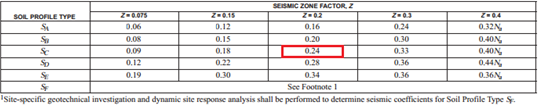 SEISMIC ZONE FACTOR, Z
SOIL PROFILE TYPE Z = 0.075 Z = 0.15 Z = 0.2 Z = 0.3 Z = 0.4
SA 0.06 0.12 0.16 0.24 0.32Na
SB 0.08 0.15 0.20 0.30 0.40Na
SC 0.09 0.18 0.24 0.33 0.40Na
SD 0.12 0.22 0.28 0.36 0.44Na
SE 0.19 0.30 0.34 0.36 0.36Na
SF See Footnote 1
1Site-specific geotechnical investigation and dynamic site response analysis shall be performed to determine seismic coefficients for Soil Profile Type SF.